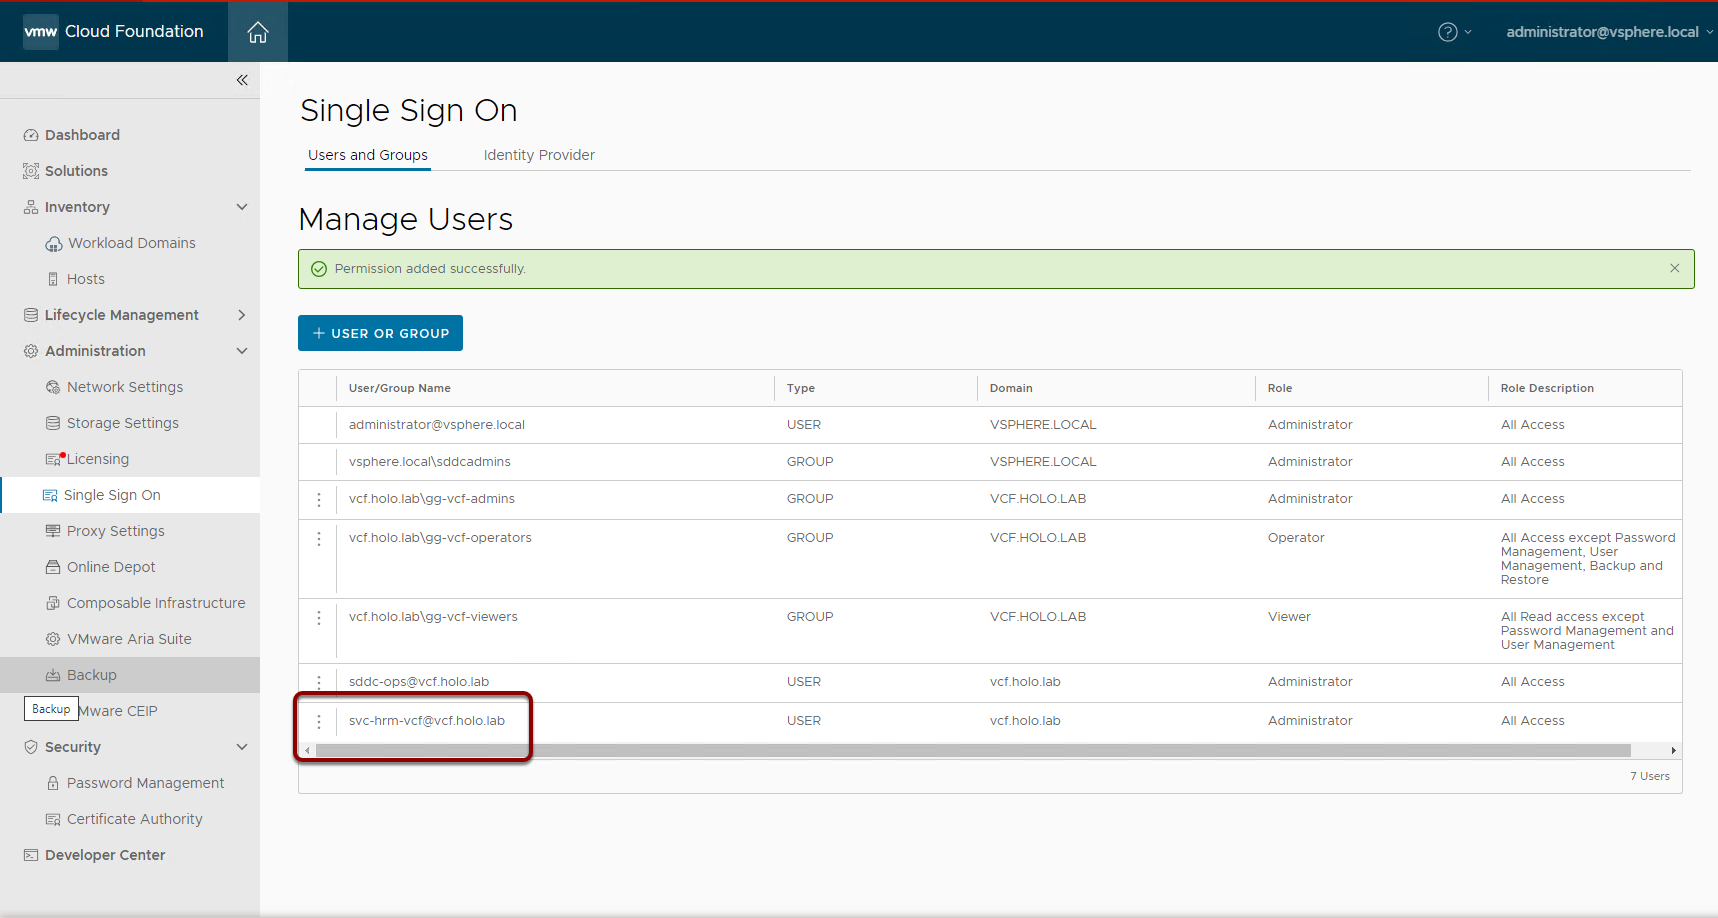 vmw Cloud Foundation
administrator@vsphere.local
Dashboard
Solutions
Inventory
Workload Domains
Hosts
Lifecycle Management
Administration
Network Settings
Storage Settings
Licensing
Single Sign On
Proxy Settings
Online Depot
Composable Infrastructure
VMware Aria Suite
Backup
Backup
Mware CEIP
Security
Password Management
Certificate Authority
Developer Center
Single Sign On
Users and Groups Identity Provider
Manage Users
Permission added successfully.
+ USER OR GROUP
User/Group Name Type Domain Role Role Description
administrator@vsphere.local USER VSPHERE.LOCAL Administrator All Access
vsphere.local\sddcadmins GROUP VSPHERE.LOCAL Administrator All Access
vcf.holo.lab\gg-vcf-admins GROUP VCF.HOLO.LAB Administrator All Access
vcf.holo.lab\gg-vcf-operators GROUP VCF.HOLO.LAB Operator All Access except Password
Management, User
Management, Backup and
Restore
vcf.holo.lab\gg-vcf-viewers GROUP VCF.HOLO.LAB Viewer All Read access except
Password Management and
User Management
sddc-ops@vcf.holo.lab USER vcf.holo.lab Administrator All Access
svc-hrm-vcf@vcf.holo.lab USER vcf.holo.lab Administrator All Access
7 Users